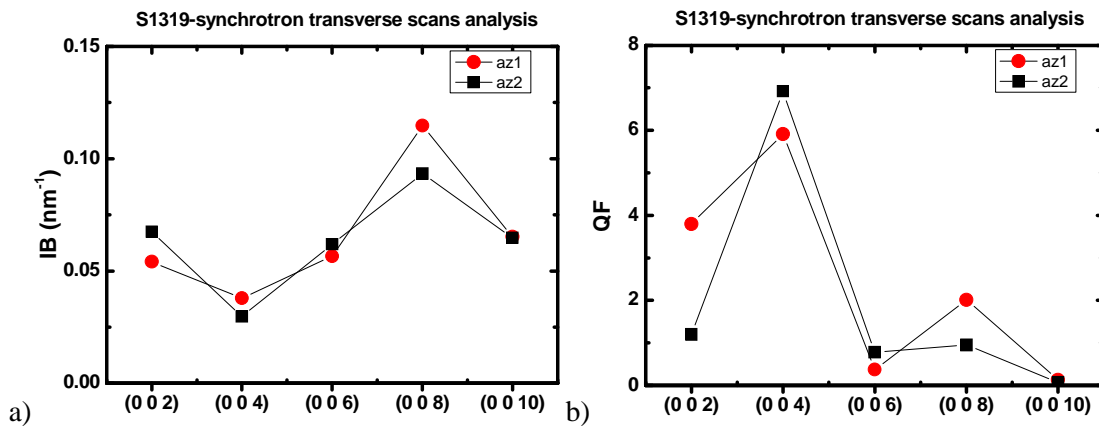 S1319-synchrotron transverse scans analysis
0.15
0.10
0.05
0.00
IB (nm⁻¹)
az1
az2
(0 0 2) (0 0 4) (0 0 6) (0 0 8) (0 0 10)
a)
S1319-synchrotron transverse scans analysis
8
6
4
2
0
QF
az1
az2
(0 0 2) (0 0 4) (0 0 6) (0 0 8) (0 0 10)
b)